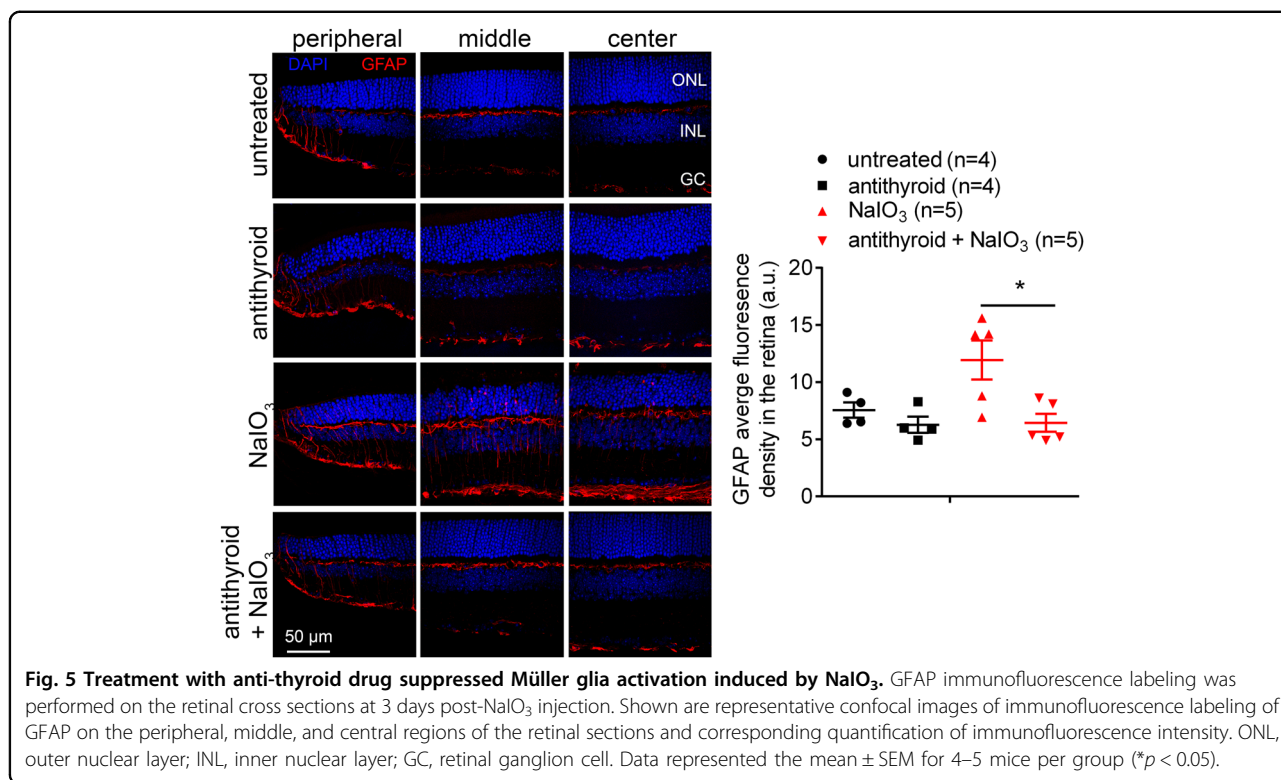 peripheral middle center
DAPI GFAP
untreated
ONL
INL
GC
antithyroid
NaIO₃
antithyroid
+ NaIO₃
50 μm
untreated (n=4)
antithyroid (n=4)
NaIO₃ (n=5)
antithyroid + NaIO₃ (n=5)
GFAP averge fluoresence
density in the retina (a.u.)
20
15
10
5
0
*
Fig. 5 Treatment with anti-thyroid drug suppressed Müller glia activation induced by NaIO₃. GFAP immunofluorescence labeling was
performed on the retinal cross sections at 3 days post-NaIO₃ injection. Shown are representative confocal images of immunofluorescence labeling of
GFAP on the peripheral, middle, and central regions of the retinal sections and corresponding quantification of immunofluorescence intensity. ONL,
outer nuclear layer; INL, inner nuclear layer; GC, retinal ganglion cell. Data represented the mean ± SEM for 4–5 mice per group (*p < 0.05).